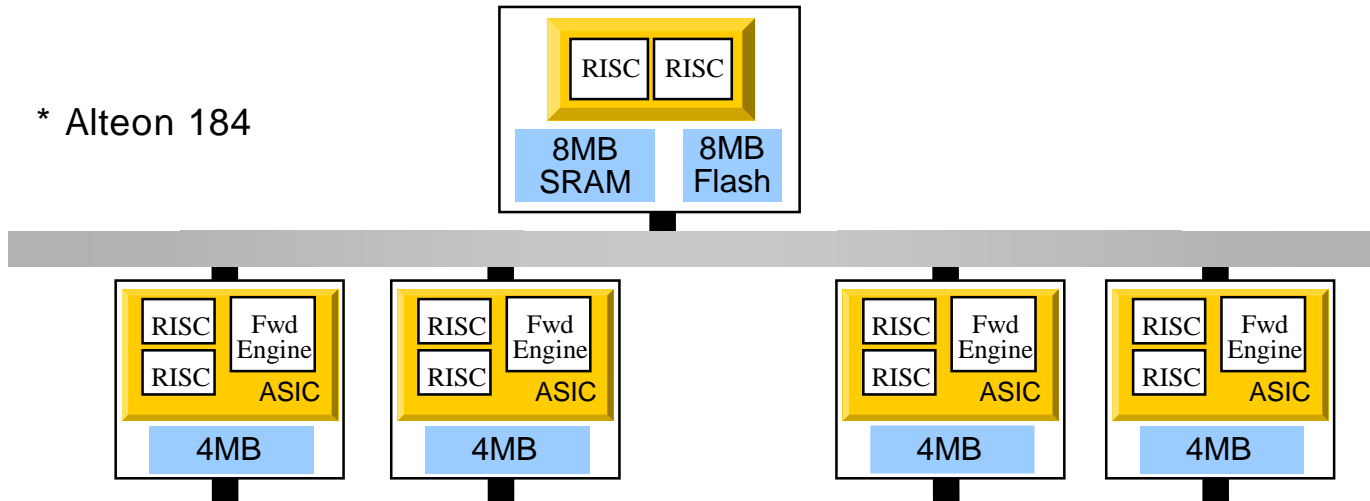 RISC RISC
* Alteon 184
8MB
SRAM
8MB
Flash
RISC
RISC
Fwd
Engine
ASIC
4MB
RISC
RISC
Fwd
Engine
ASIC
4MB
RISC
RISC
Fwd
Engine
ASIC
4MB
RISC
RISC
Fwd
Engine
ASIC
4MB